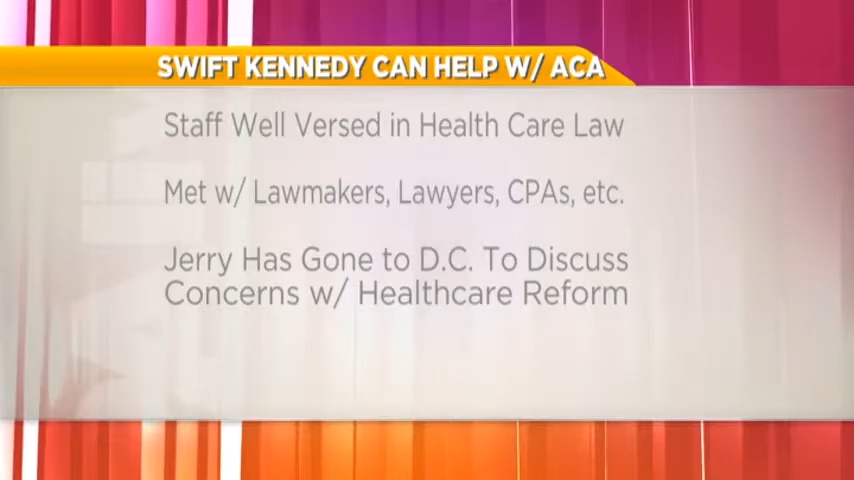 SWIFT KENNEDY CAN HELP W/ ACA
Staff Well Versed in Health Care Law
Met w/ Lawmakers, Lawyers, CPAs, etc.
Jerry Has Gone to D.C. To Discuss
Concerns w/ Healthcare Reform